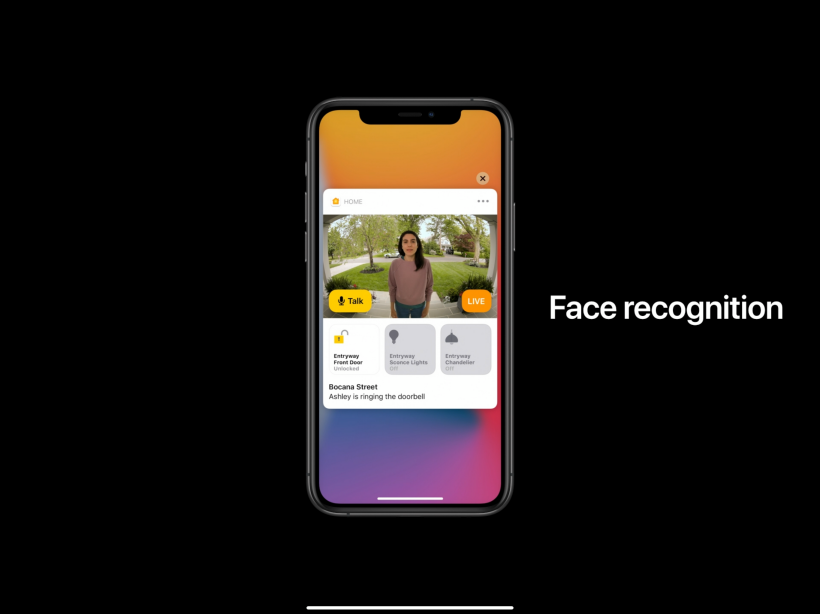 HOME
Talk
LIVE
Entryway
Front Door
Unlocked
Entryway
Sconce Lights
Off
Entryway
Chandelier
Off
Bocana Street
Ashley is ringing the doorbell
Face recognition